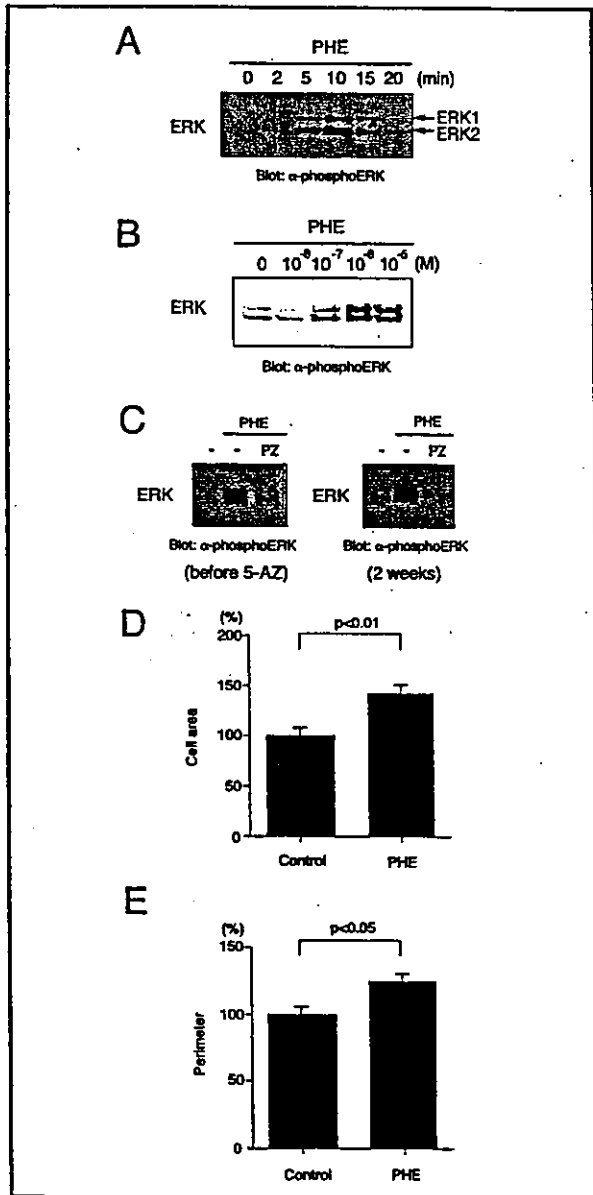 A
PHE
0 2 5 10 15 20 (min)
ERK
ERK1
ERK2
Blot: α-phosphoERK
B
PHE
0 10⁻⁸ 10⁻⁷ 10⁻⁶ 10⁻⁵ (M)
ERK
Blot: α-phosphoERK
C
PHE PHE
- - PZ - - PZ
ERK ERK
Blot: α-phosphoERK Blot: α-phosphoERK
(before 5-AZ) (2 weeks)
D
(%)
200
150
100
50
0
Cell area
p<0.01
Control PHE
E
(%)
150
100
50
0
Perimeter
p<0.05
Control PHE